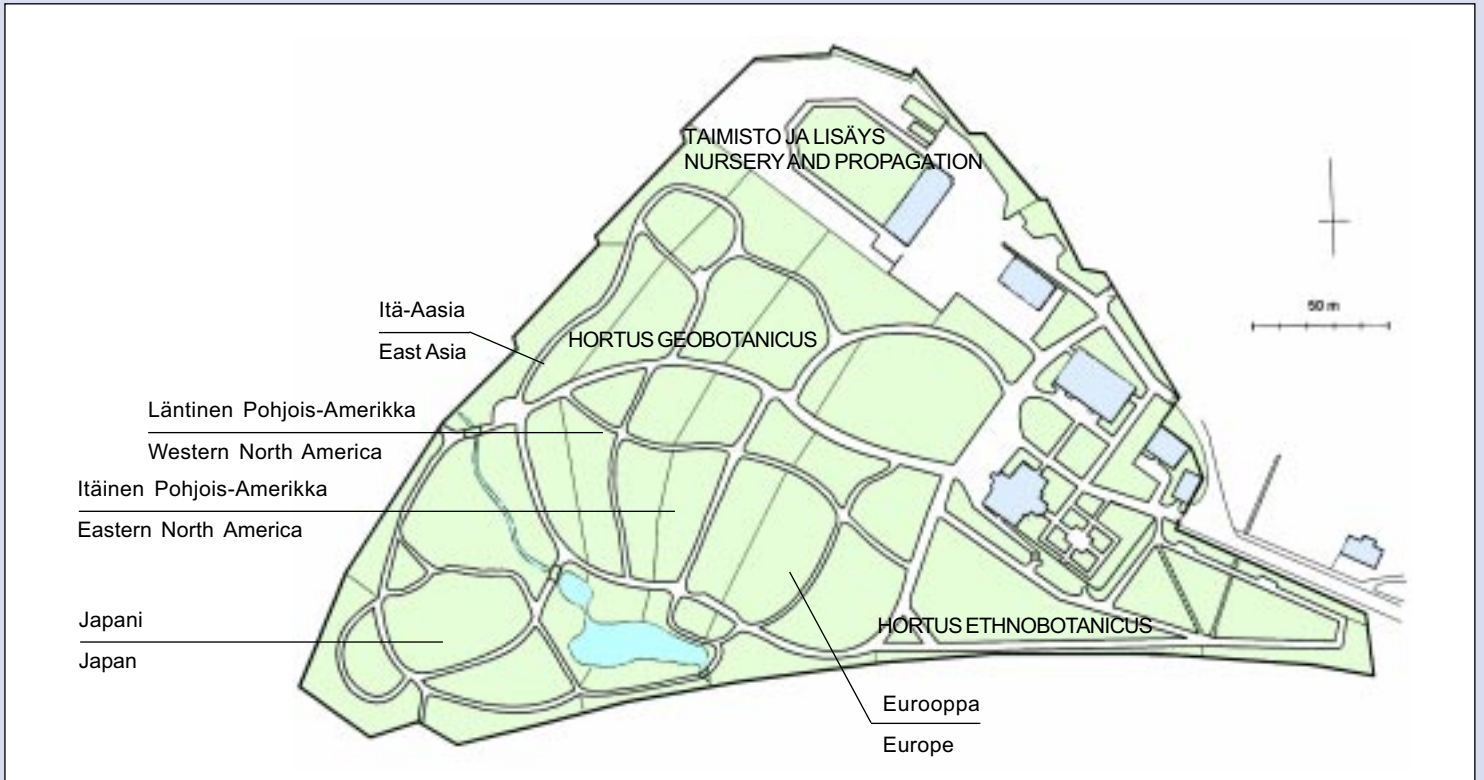 TAIMISTO JA LISÄYS
NURSERY AND PROPAGATION
50 m
Itä-Aasia
East Asia
HORTUS GEOBOTANICUS
Läntinen Pohjois-Amerikka
Western North America
Itäinen Pohjois-Amerikka
Eastern North America
Japani
Japan
HORTUS ETHNOBOTANICUS
Eurooppa
Europe